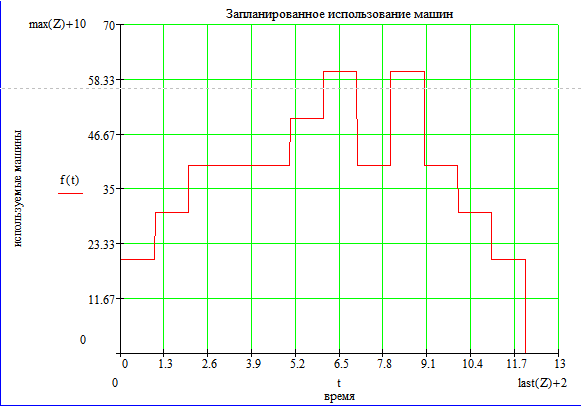 Запланированное использование машин
max(Z)+10
70
58.33
46.67
35
23.33
11.67
0
используемые машины
f(t)
0 1.3 2.6 3.9 5.2 6.5 7.8 9.1 10.4 11.7 13
0 t last(Z)+2
время